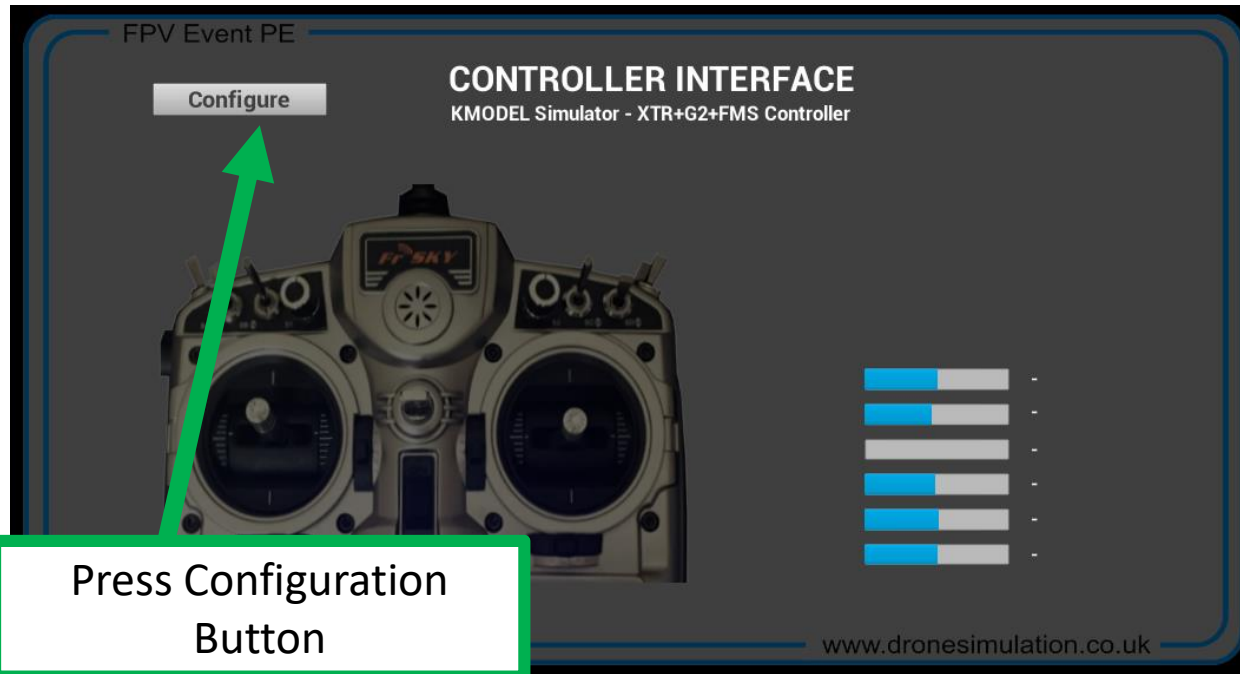 FPV Event PE
Configure
CONTROLLER INTERFACE
KMODEL Simulator - XTR+G2+FMS Controller
FrSKY
-
-
-
-
-
-
Press Configuration
Button
www.dronesimulation.co.uk